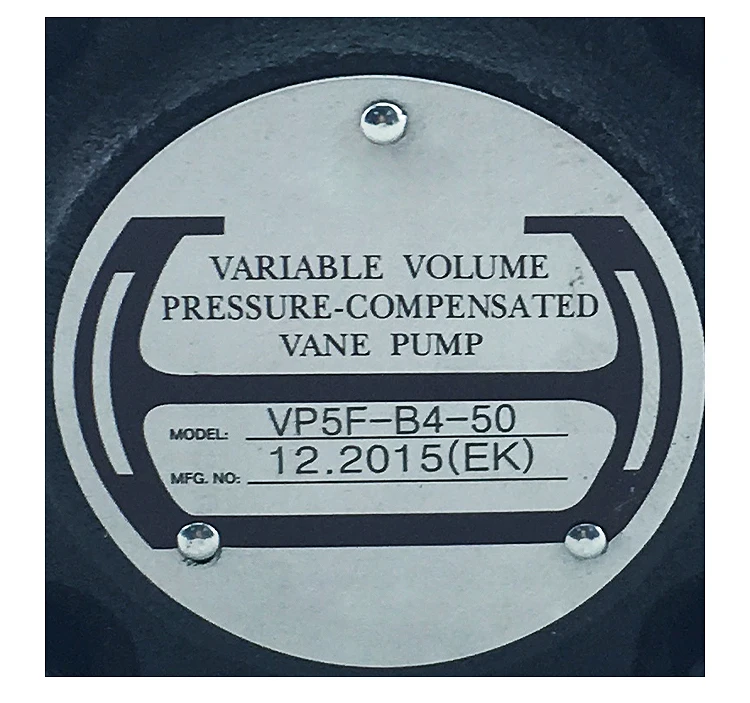 VARIABLE VOLUME
PRESSURE-COMPENSATED
VANE PUMP
MODEL: VP5F-B4-50
MFG. NO: 12.2015(EK)